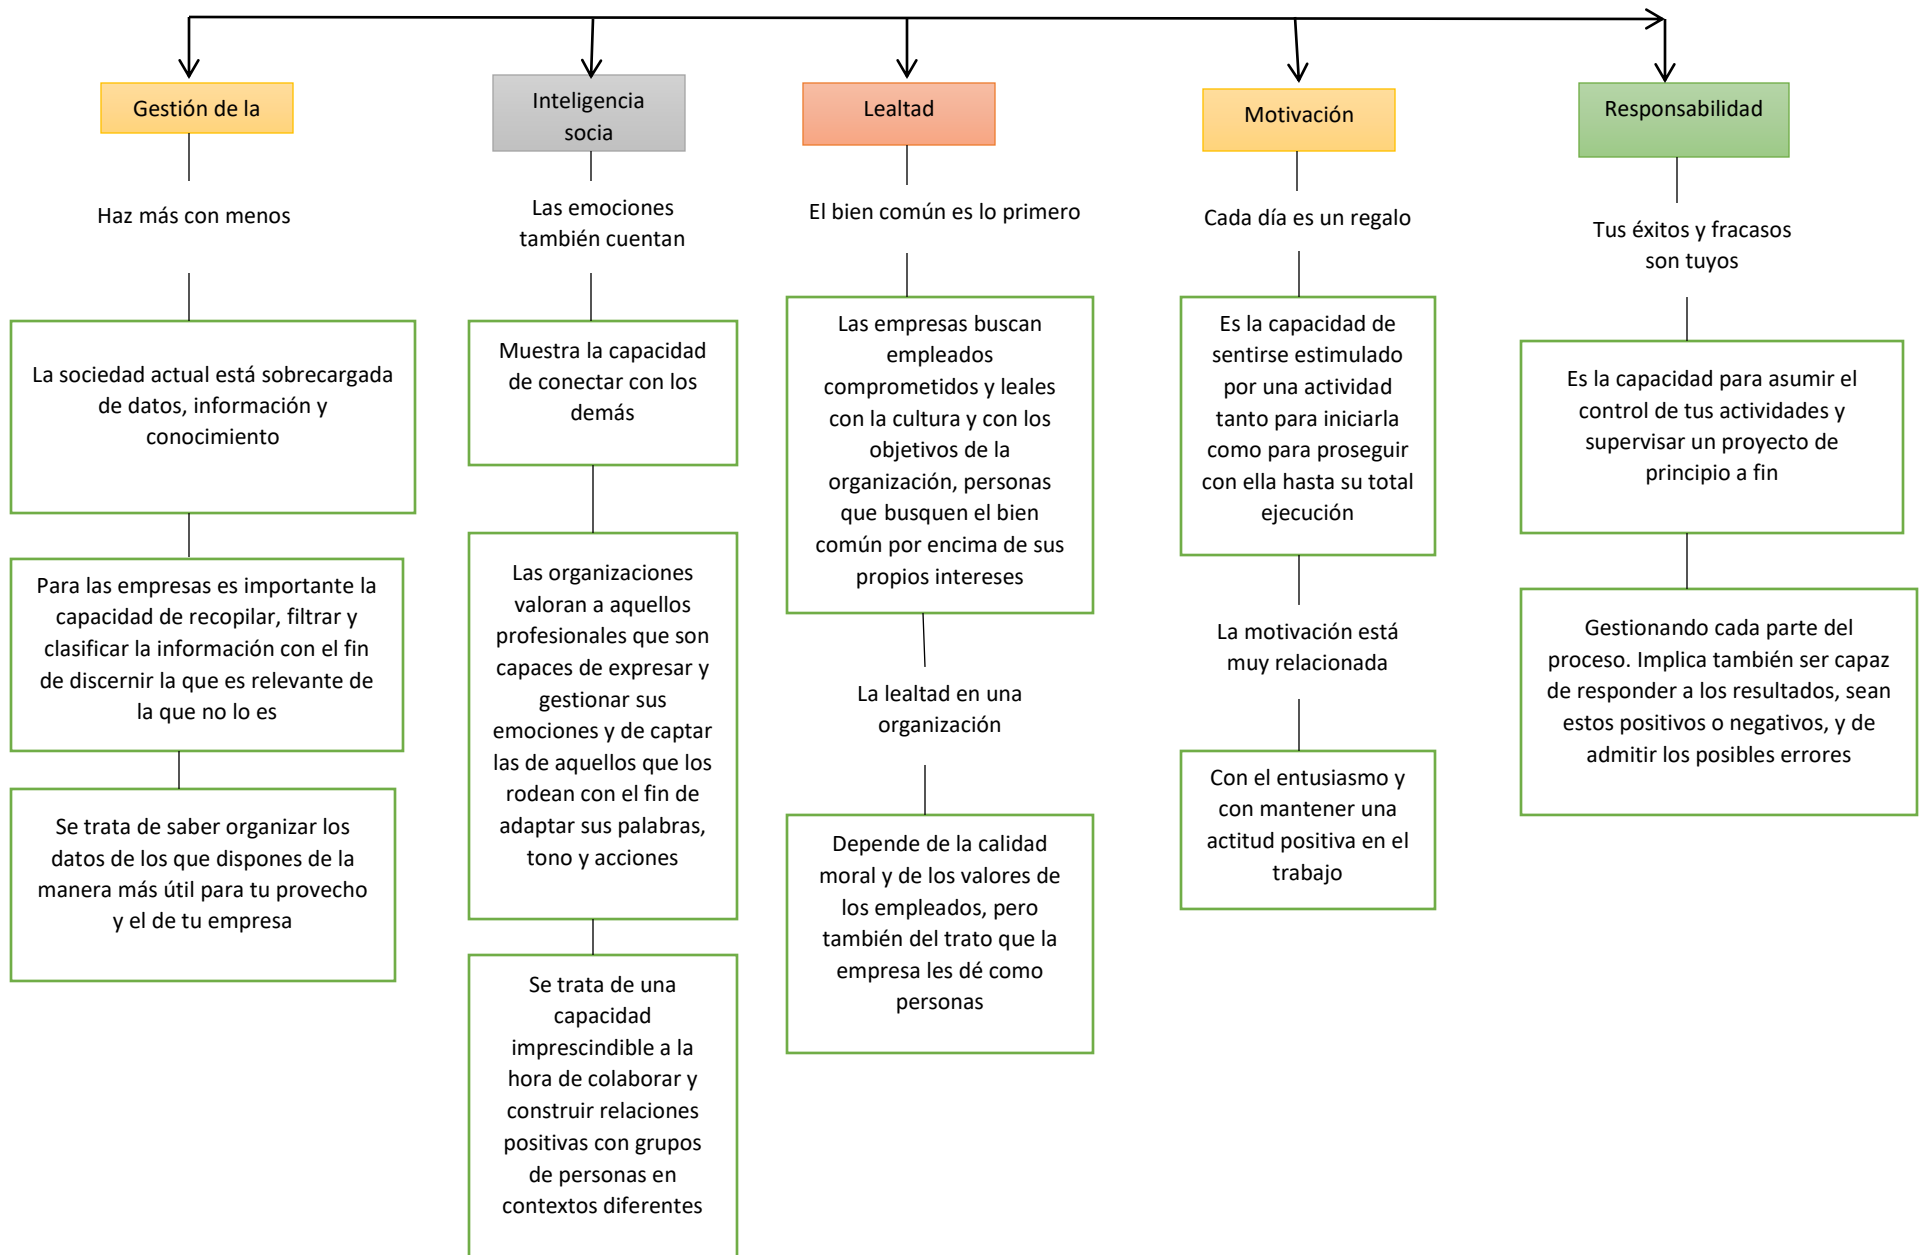 Gestión de la
Haz más con menos
La sociedad actual está sobrecargada
de datos, información y
conocimiento
Para las empresas es importante la
capacidad de recopilar, filtrar y
clasificar la información con el fin
de discernir la que es relevante de
la que no lo es
Se trata de saber organizar los
datos de los que dispones de la
manera más útil para tu provecho
y el de tu empresa
Inteligencia
socia
Las emociones
también cuentan
Muestra la capacidad
de conectar con los
demás
Las organizaciones
valoran a aquellos
profesionales que son
capaces de expresar y
gestionar sus
emociones y de captar
las de aquellos que los
rodean con el fin de
adaptar sus palabras,
tono y acciones
Se trata de una
capacidad
imprescindible a la
hora de colaborar y
construir relaciones
positivas con grupos
de personas en
contextos diferentes
Lealtad
El bien común es lo primero
Las empresas buscan
empleados
comprometidos y leales
con la cultura y con los
objetivos de la
organización, personas
que busquen el bien
común por encima de sus
propios intereses
La lealtad en una
organización
Depende de la calidad
moral y de los valores de
los empleados, pero
también del trato que la
empresa les dé como
personas
Motivación
Cada día es un regalo
Es la capacidad de
sentirse estimulado
por una actividad
tanto para iniciarla
como para proseguir
con ella hasta su total
ejecución
La motivación está
muy relacionada
Con el entusiasmo y
con mantener una
actitud positiva en el
trabajo
Responsabilidad
Tus éxitos y fracasos
son tuyos
Es la capacidad para asumir el
control de tus actividades y
supervisar un proyecto de
principio a fin
Gestionando cada parte del
proceso. Implica también ser capaz
de responder a los resultados, sean
estos positivos o negativos, y de
admitir los posibles errores